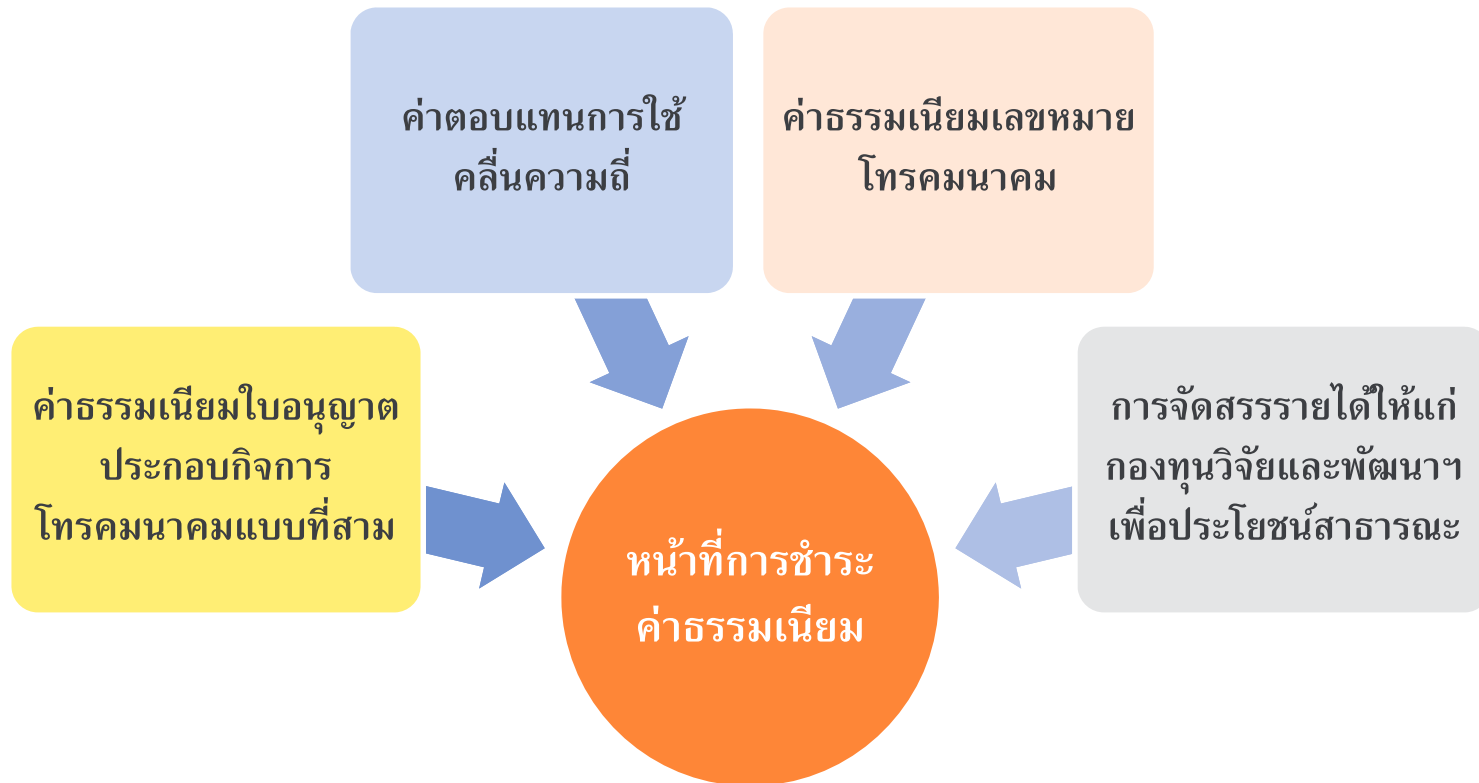 ค่าตอบแทนการใช้
คลื่นความถี่
ค่าธรรมเนียมเลขหมาย
โทรคมนาคม
ค่าธรรมเนียมใบอนุญาต
ประกอบกิจการ
โทรคมนาคมแบบที่สาม
การจัดสรรรายได้ให้แก่
กองทุนวิจัยและพัฒนาฯ
เพื่อประโยชน์สาธารณะ
หน้าที่การชำระ
ค่าธรรมเนียม